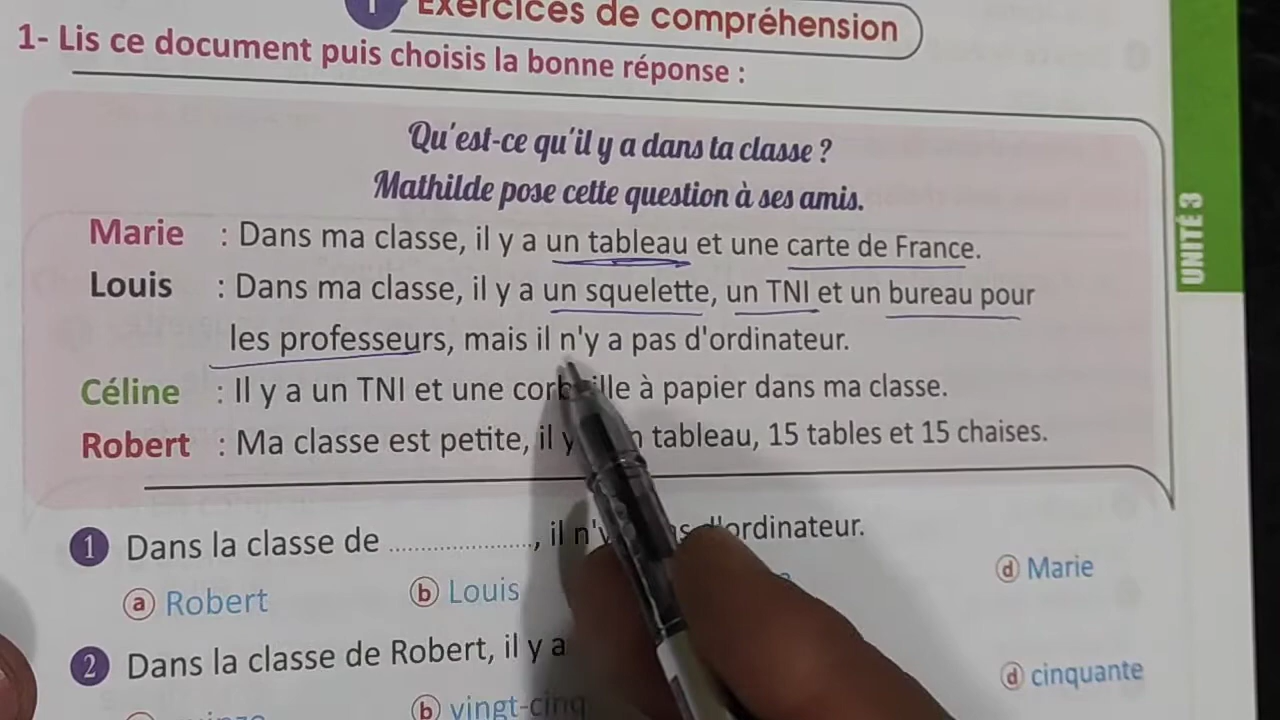 1 Exercices de compréhension
1- Lis ce document puis choisis la bonne réponse :
Qu'est-ce qu'il y a dans ta classe ?
Mathilde pose cette question à ses amis.
Marie : Dans ma classe, il y a un tableau et une carte de France.
Louis : Dans ma classe, il y a un squelette, un TNI et un bureau pour
les professeurs, mais il n'y a pas d'ordinateur.
Céline : Il y a un TNI et une corbeille à papier dans ma classe.
Robert : Ma classe est petite, il y tableau, 15 tables et 15 chaises.
1 Dans la classe de ........................, il d'ordinateur.
a Robert b Louis d Marie
2 Dans la classe de Robert, il y a
b vingt-cinq d cinquante
UNITÉ 3